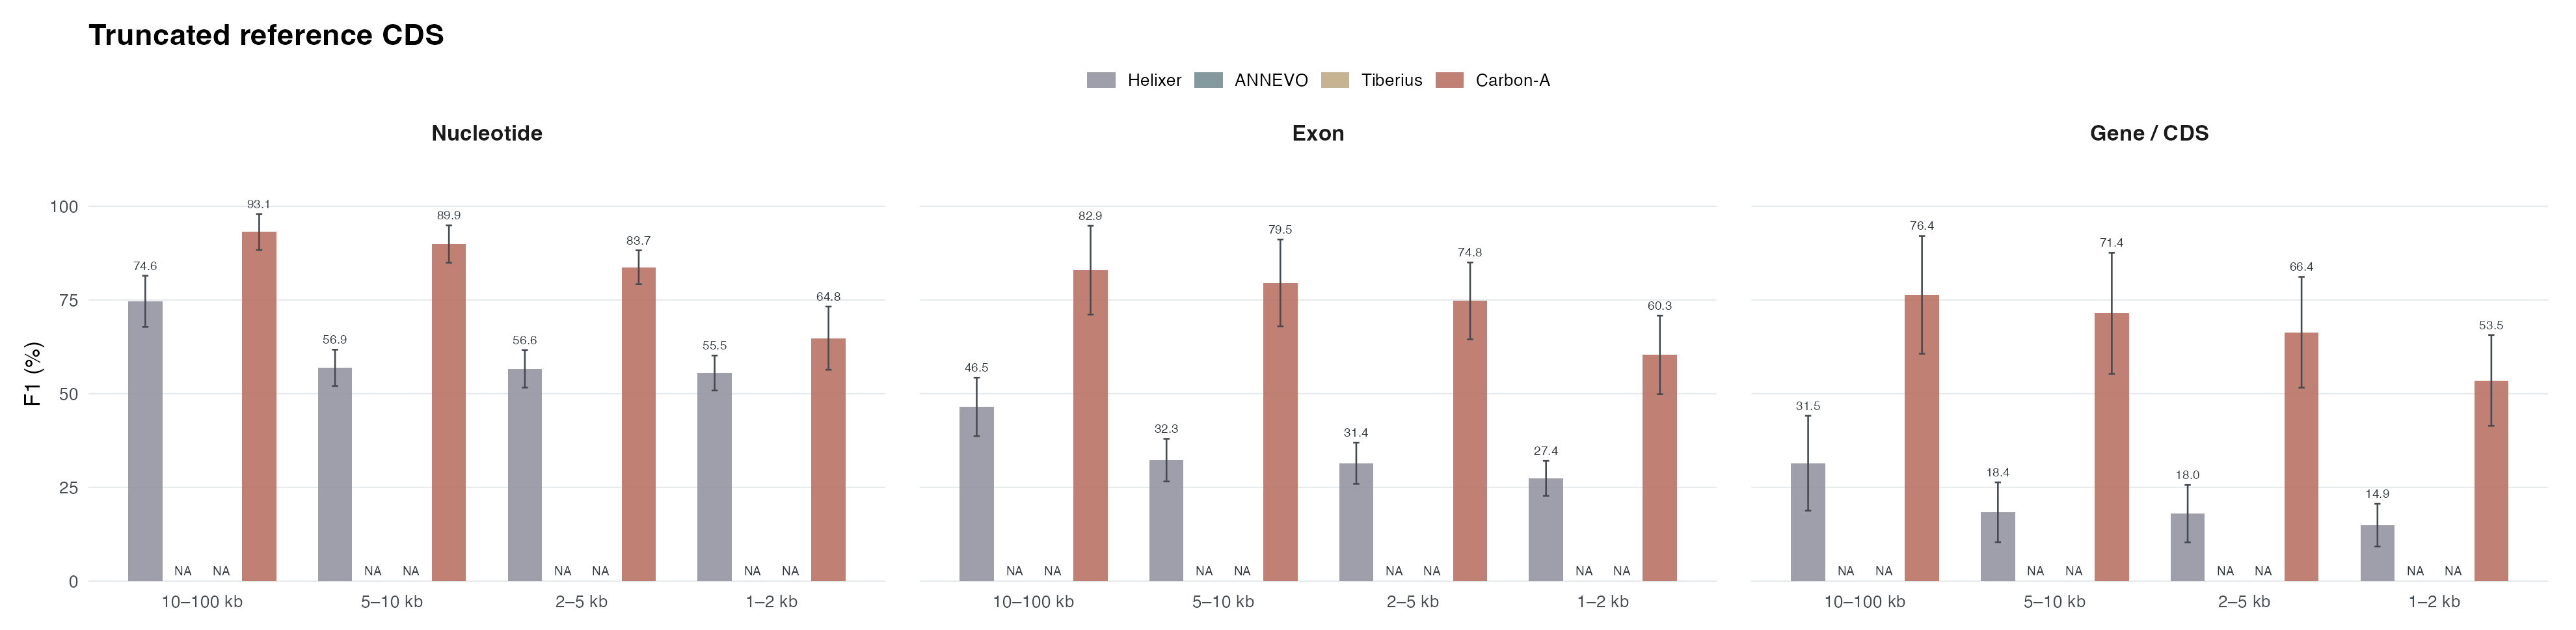 Truncated reference CDS
Helixer ANNEVO Tiberius Carbon-A
Nucleotide Exon Gene / CDS
F1 (%)
100
75
50
25
0
74.6 NA NA 93.1 56.9 NA NA 89.9 56.6 NA NA 83.7 55.5 NA NA 64.8
10–100 kb 5–10 kb 2–5 kb 1–2 kb
46.5 NA NA 82.9 32.3 NA NA 79.5 31.4 NA NA 74.8 27.4 NA NA 60.3
10–100 kb 5–10 kb 2–5 kb 1–2 kb
31.5 NA NA 76.4 18.4 NA NA 71.4 18.0 NA NA 66.4 14.9 NA NA 53.5
10–100 kb 5–10 kb 2–5 kb 1–2 kb